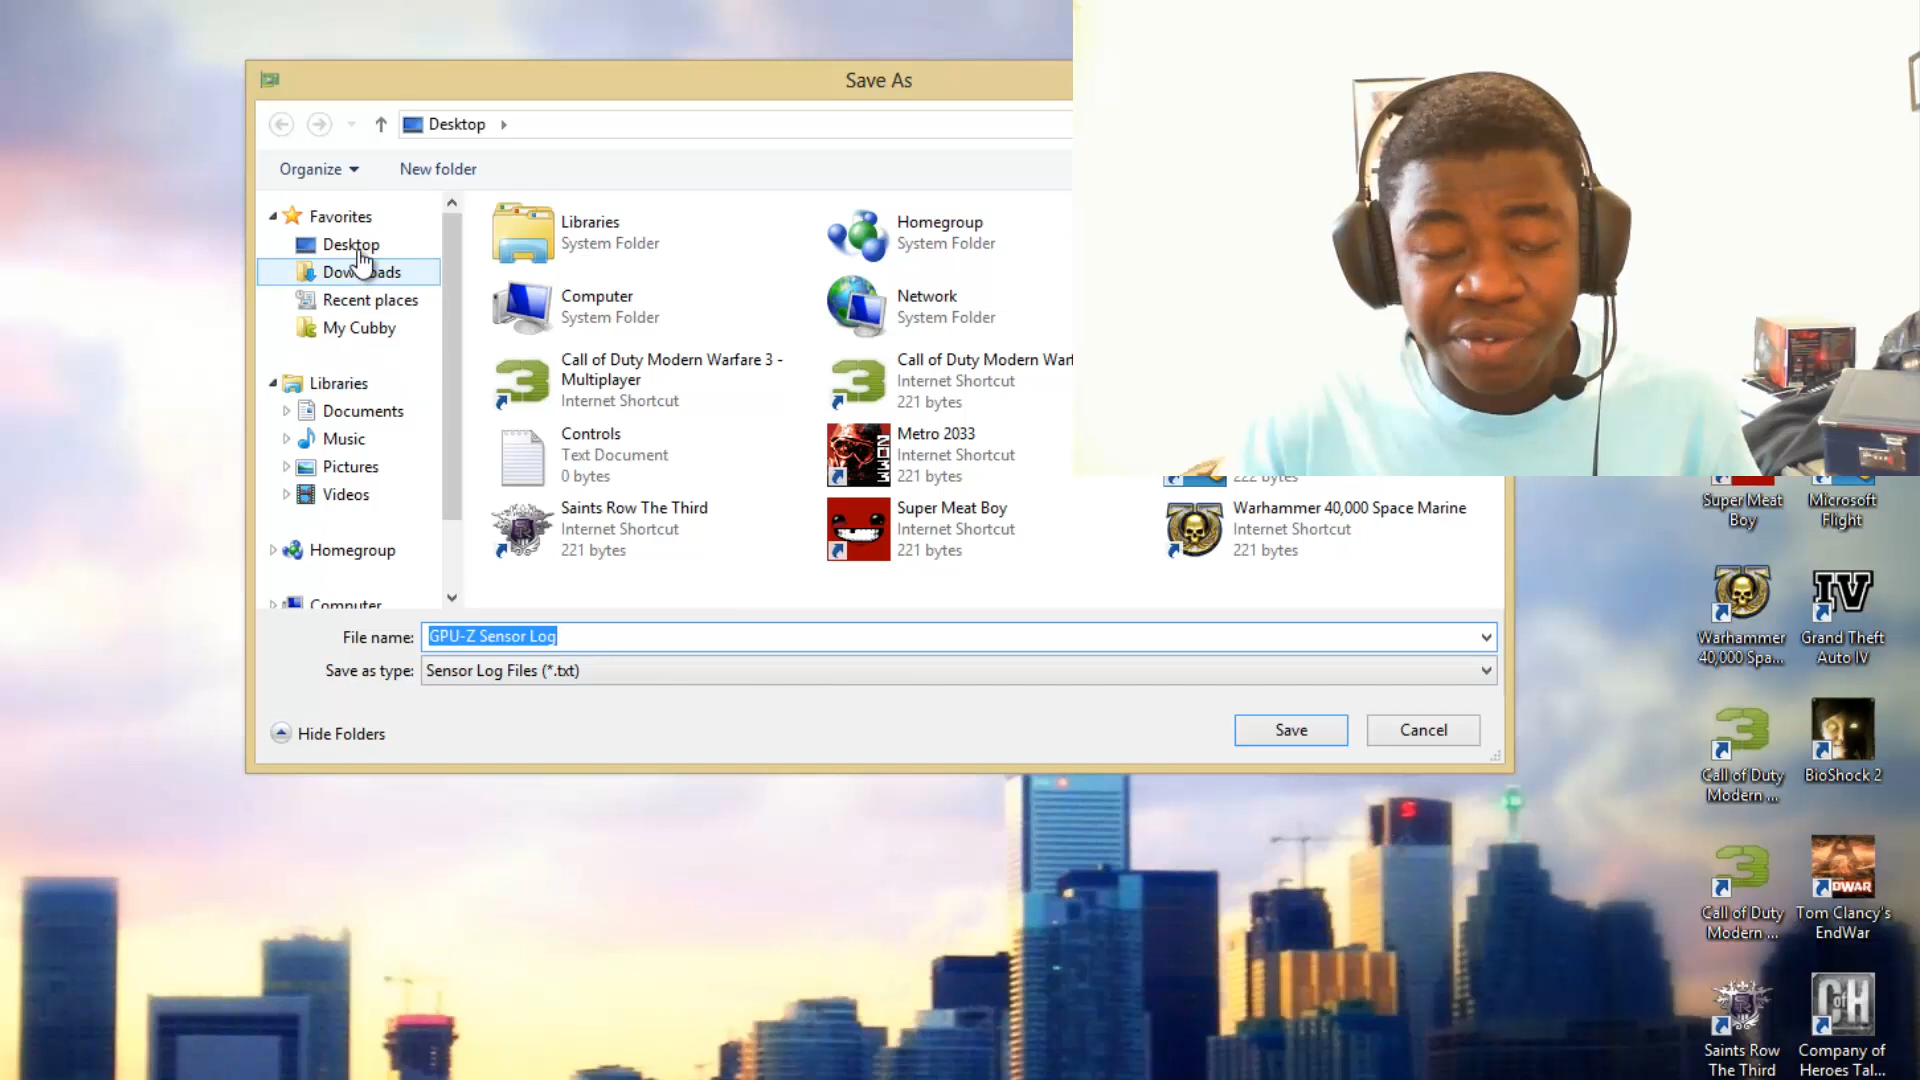 Save As
Desktop
Organize
New folder
Favorites
Desktop
Downloads
Recent places
My Cubby
Libraries
Documents
Music
Pictures
Videos
Homegroup
Computer
Libraries
System Folder
Homegroup
System Folder
Computer
System Folder
Network
System Folder
Call of Duty Modern Warfare 3 -
Multiplayer
Internet Shortcut
Call of Duty Modern
Internet Shortcut
221 bytes
Controls
Text Document
0 bytes
Metro 2033
Internet Shortcut
221 bytes
222 bytes
Saints Row The Third
Internet Shortcut
221 bytes
Super Meat Boy
Internet Shortcut
221 bytes
Warhammer 40,000 Space Marine
Internet Shortcut
221 bytes
File name:
GPU-Z Sensor Log
Save as type:
Sensor Log Files (*.txt)
Hide Folders
Save
Cancel
Super Meat
Boy
Microsoft
Flight
Warhammer
40,000 Spa...
IV
Grand Theft
Auto IV
3
Call of Duty
Modern ...
BioShock 2
3
Call of Duty
Modern ...
Tom Clancy's
EndWar
Saints Row
The Third
CofH
Company of
Heroes Tal...